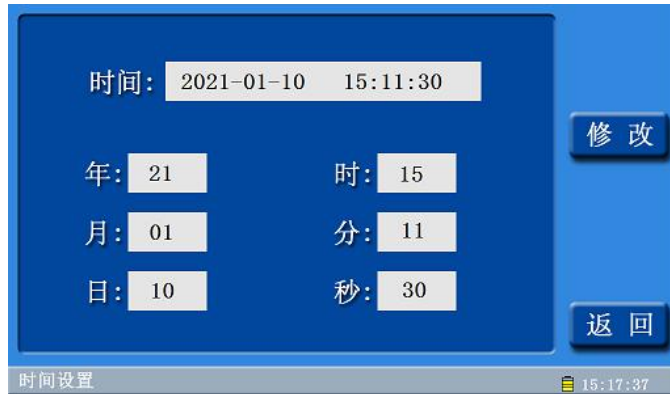 时间: 2021-01-10 15:11:30
修 改
年: 21 时: 15
月: 01 分: 11
日: 10 秒: 30
返 回
时间设置 15:17:37